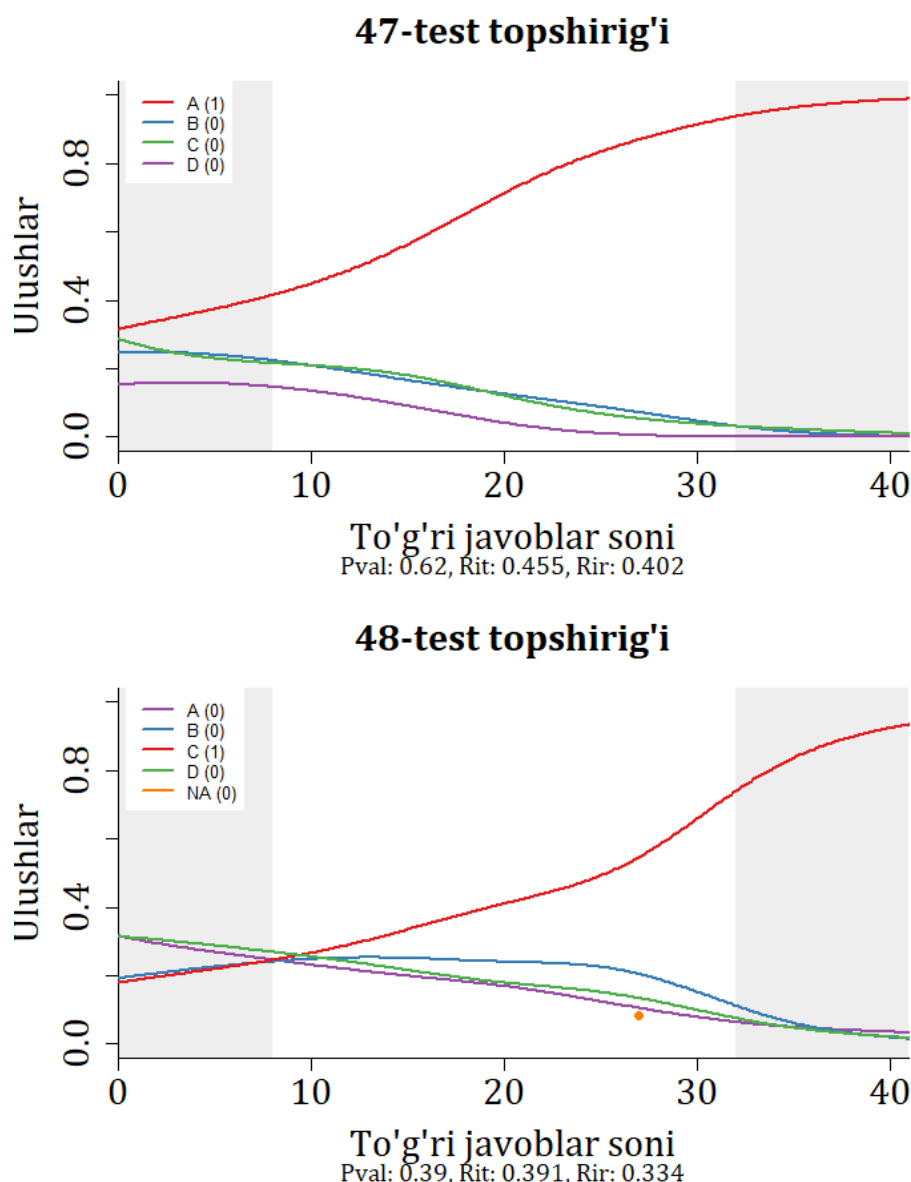 47-test topshirig'i
A (1)
B (0)
C (0)
D (0)
Ulushlar
0.8
0.4
0.0
0 10 20 30 40
To'g'ri javoblar soni
Pval: 0.62, Rit: 0.455, Rir: 0.402
48-test topshirig'i
A (0)
B (0)
C (1)
D (0)
NA (0)
Ulushlar
0.8
0.4
0.0
0 10 20 30 40
To'g'ri javoblar soni
Pval: 0.39, Rit: 0.391, Rir: 0.334